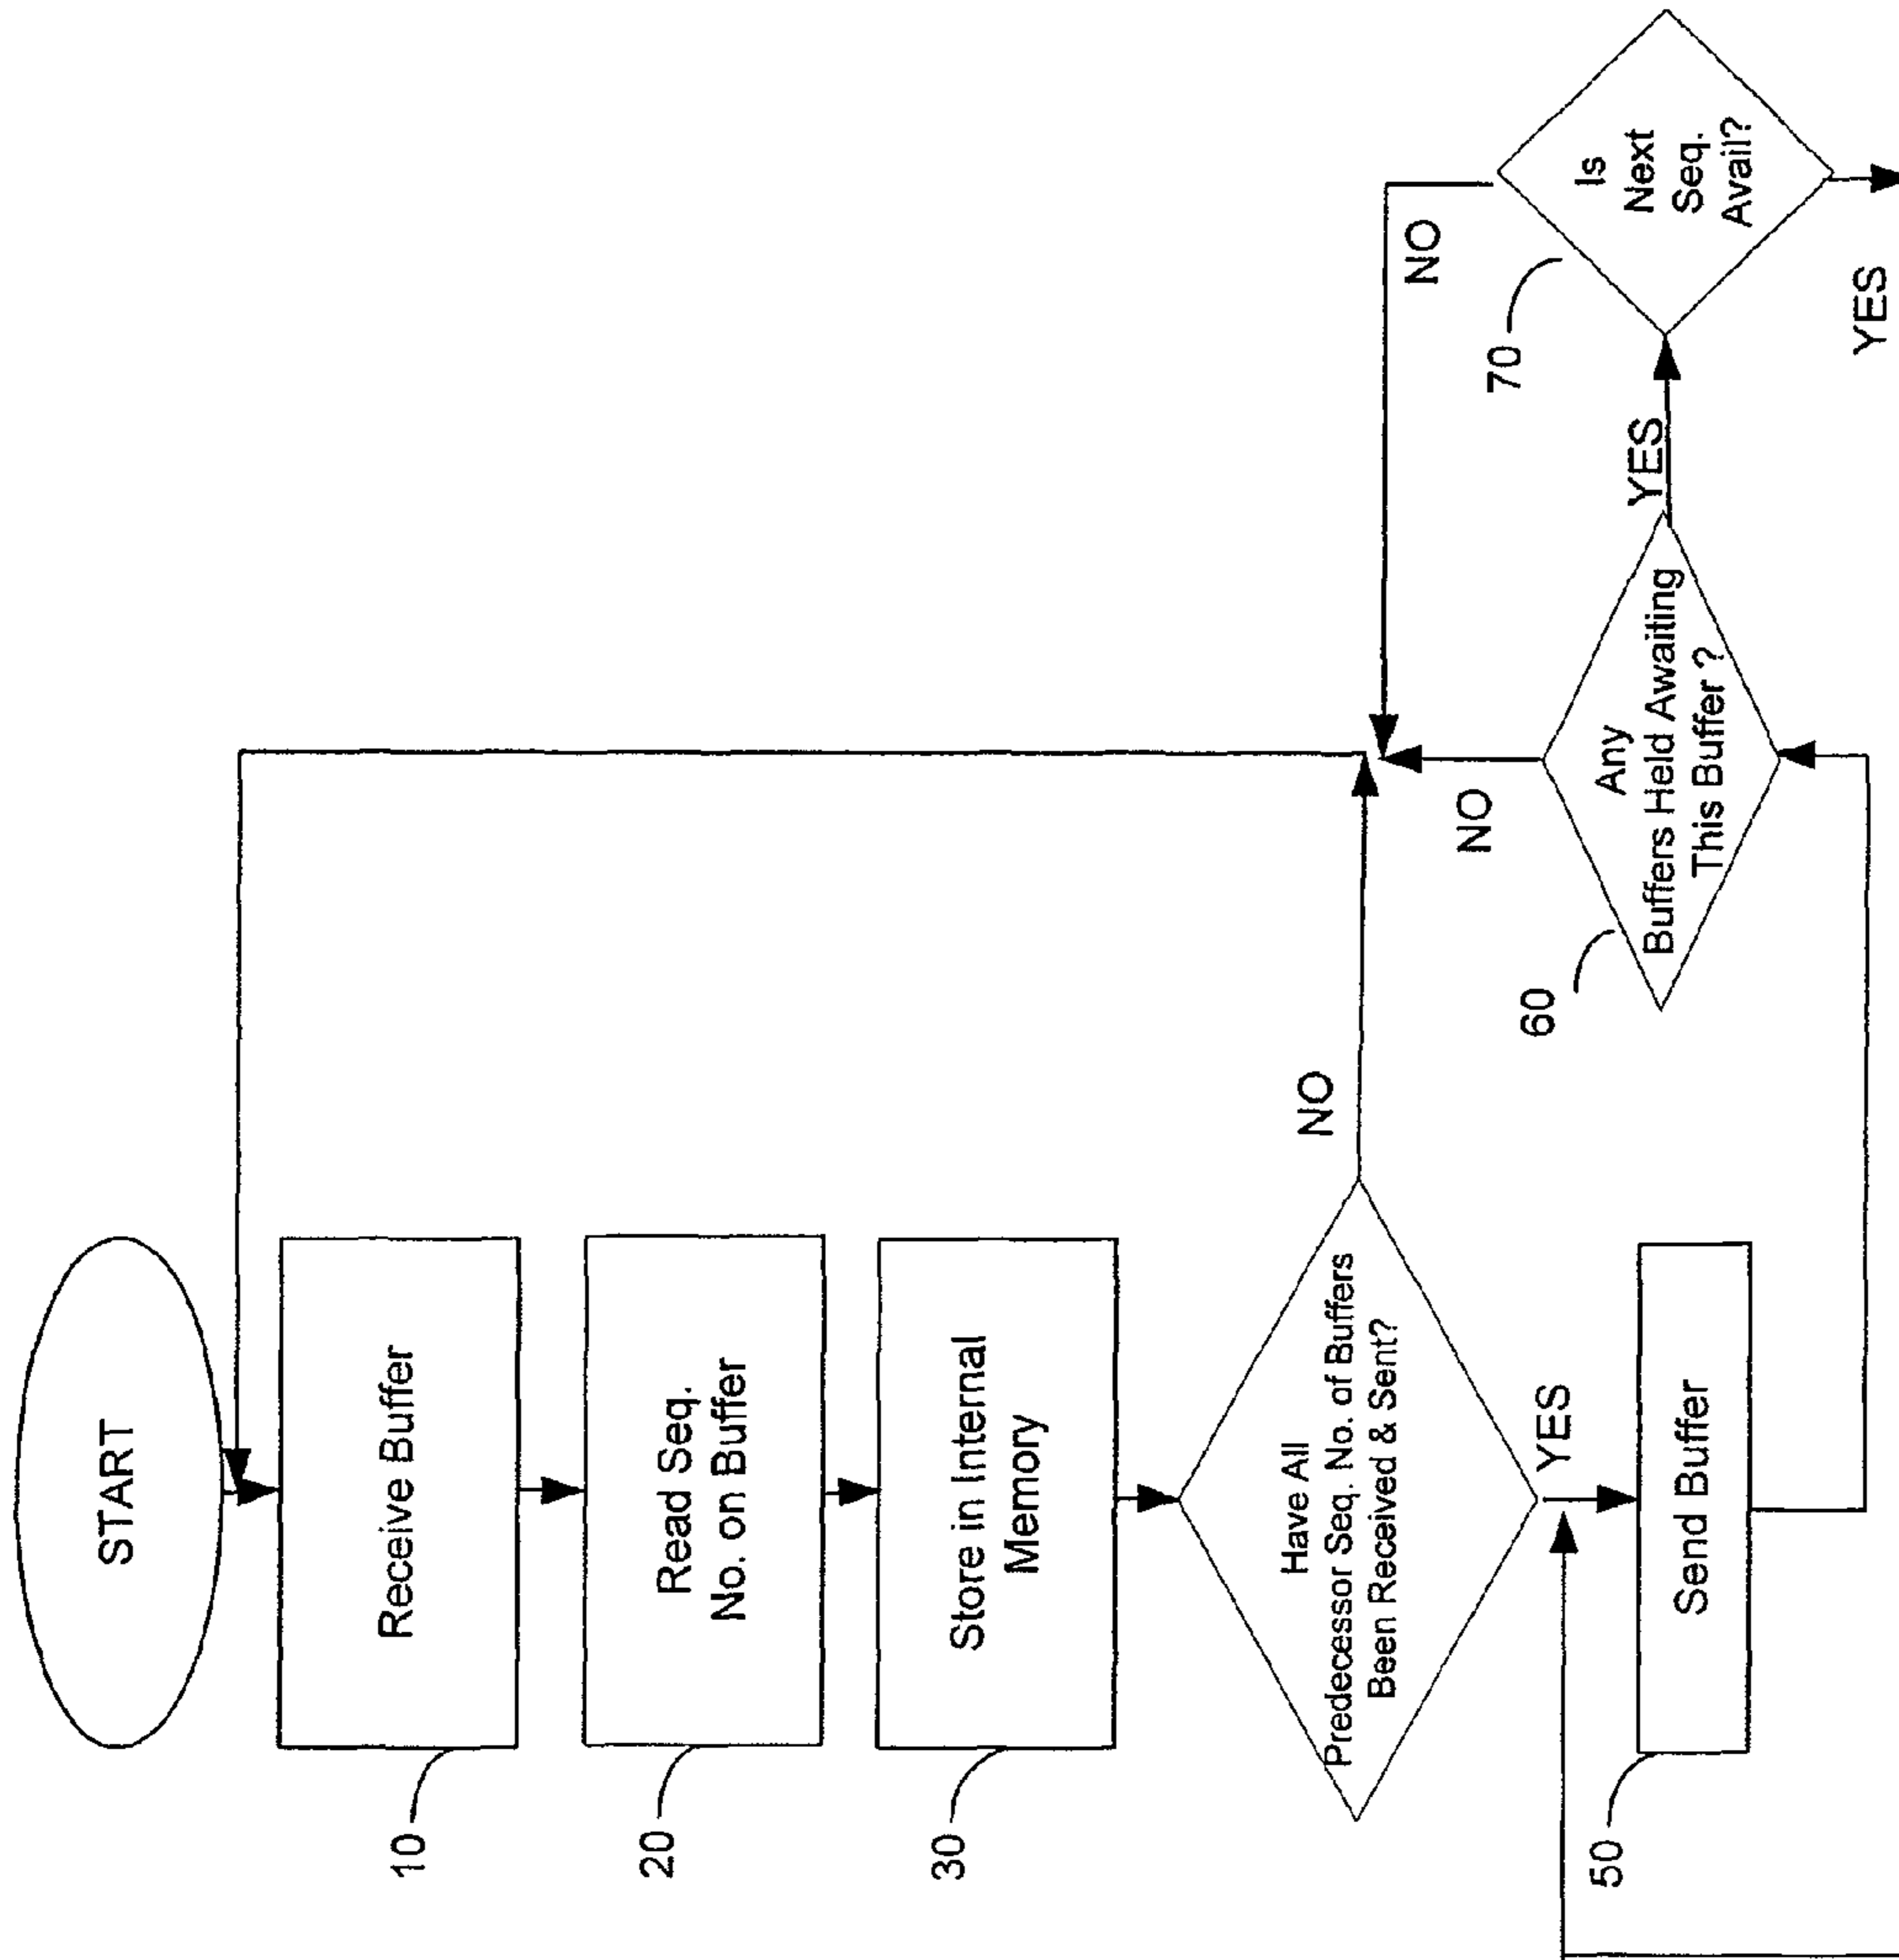 START
Receive Buffer
10
Read Seq.
No. on Buffer
20
Store in Internal
Memory
30
Have All
Predecessor Seq. No. of Buffers
Been Received & Sent?
NO
YES
Send Buffer
50
Any
Buffers Held Awaiting
This Buffer ?
60
NO
YES
Is
Next
Seq.
Avail?
70
NO
YES